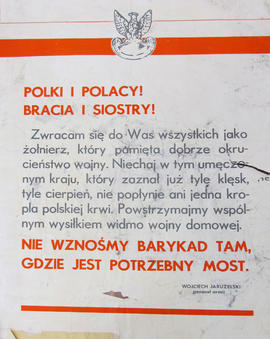 POLKI I POLACY!
BRACIA I SIOSTRY!
Zwracam się do Was wszystkich jako
żołnierz, który pamięta dobrze okru-
cieństwo wojny. Niechaj w tym umęczo-
nym kraju, który zaznał już tyle klęsk,
tyle cierpień, nie popłynie ani jedna kro-
pla polskiej krwi. Powstrzymajmy wspól-
nym wysiłkiem widmo wojny domowej.
NIE WZNOŚMY BARYKAD TAM,
GDZIE JEST POTRZEBNY MOST.
WOJCIECH JARUZELSKI
generał armii